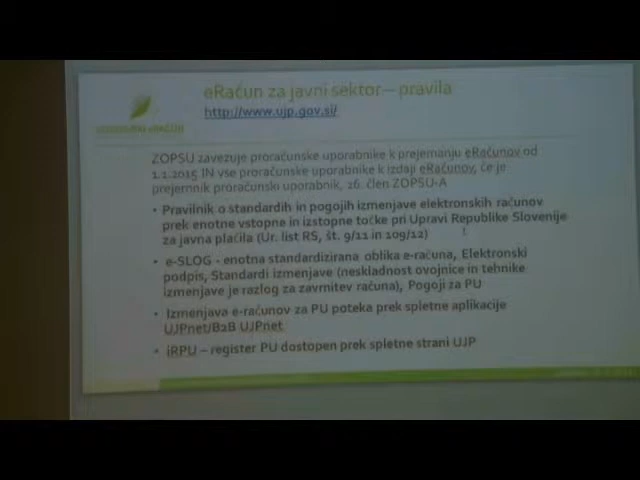 eRačun za javni sektor – pravila
http://www.ujp.gov.si/
ZOPSU zavezuje proračunske uporabnike k prejemanju eRačunov od
1.1.2015 IN vse proračunske uporabnike k izdaji eRačunov, če je
prejemnik proračunski uporabnik, 26. člen ZOPSU-A
• Pravilnik o standardih in pogojih izmenjave elektronskih računov
prek enotne vstopne in izstopne točke pri Upravi Republike Slovenije
za javna plačila (Ur. list RS, št. 9/11 in 109/12)
• e-SLOG - enotna standardizirana oblika e-računa, Elektronski
podpis, Standardi izmenjave (neskladnost ovojnice in tehnike
izmenjave je razlog za zavrnitev računa), Pogoji za PU
• Izmenjava e-računov za PU poteka prek spletne aplikacije
UJPnet/B2B UJPnet
• iRPU – register PU dostopen prek spletne strani UJP